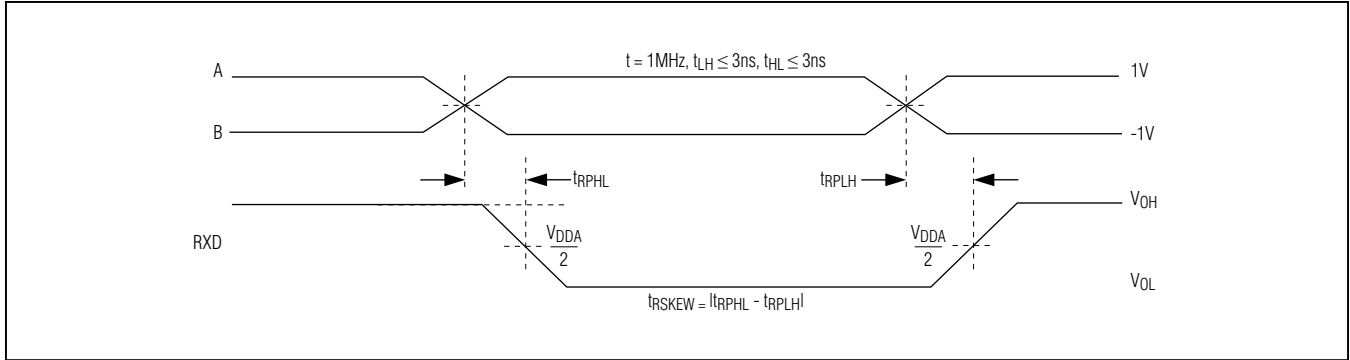 A
t = 1MHz, tLH ≤ 3ns, tHL ≤ 3ns
1V
B
-1V
tRPHL
tRPLH
VOH
RXD
VDDA
2
VDDA
2
VOL
tRSKEW = |tRPHL - tRPLH|